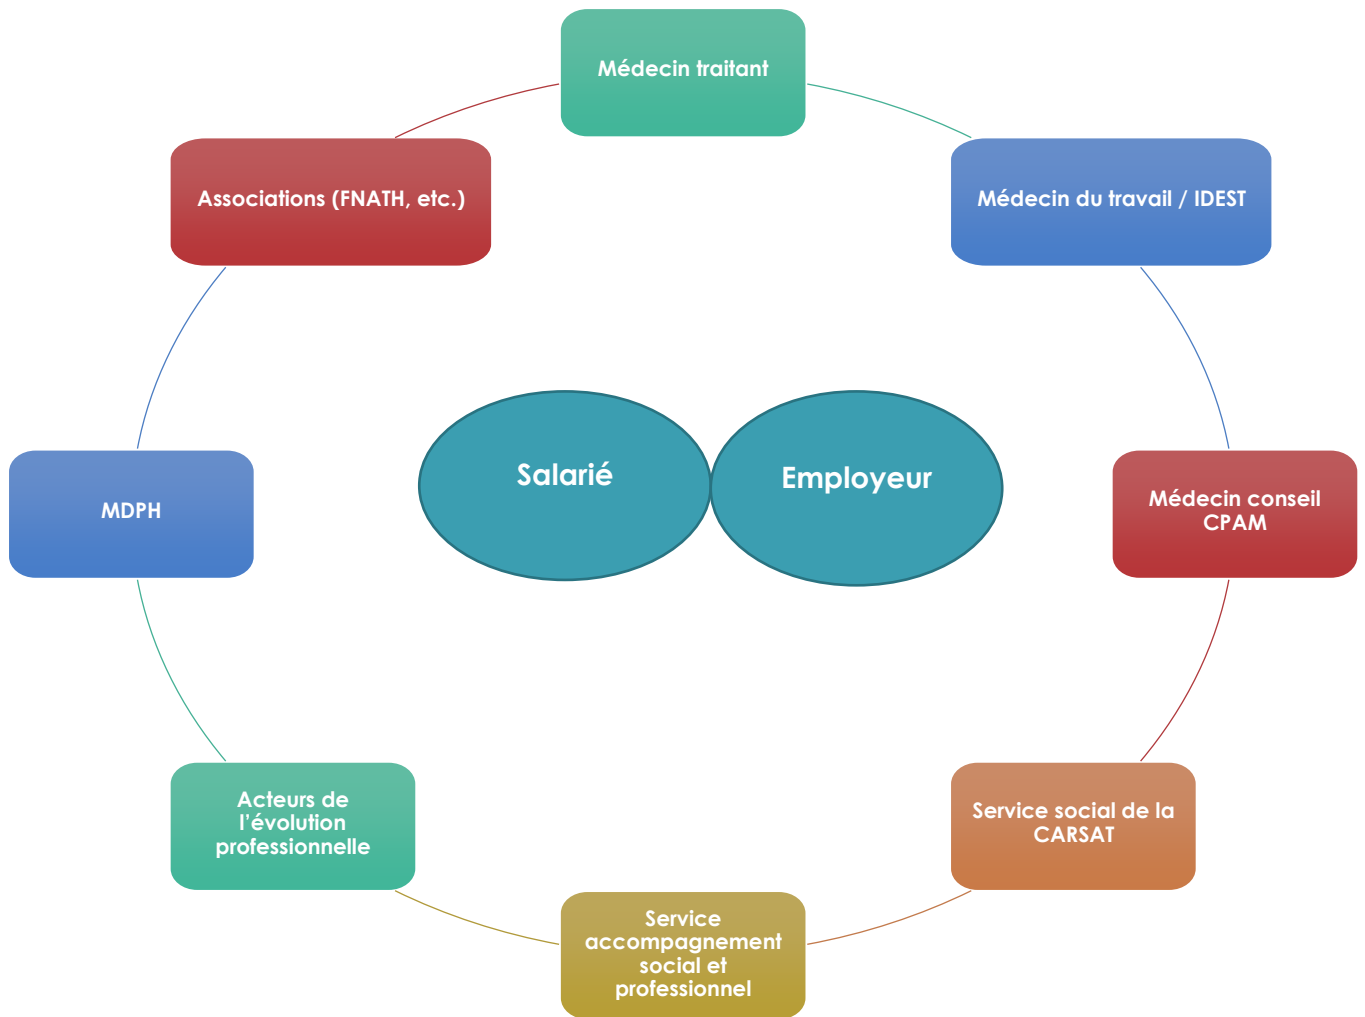 Médecin traitant
Associations (FNATH, etc.)
Médecin du travail / IDEST
Salarié
Employeur
MDPH
Médecin conseil
CPAM
Acteurs de
l’évolution
professionnelle
Service social de la
CARSAT
Service
accompagnement
social et
professionnel